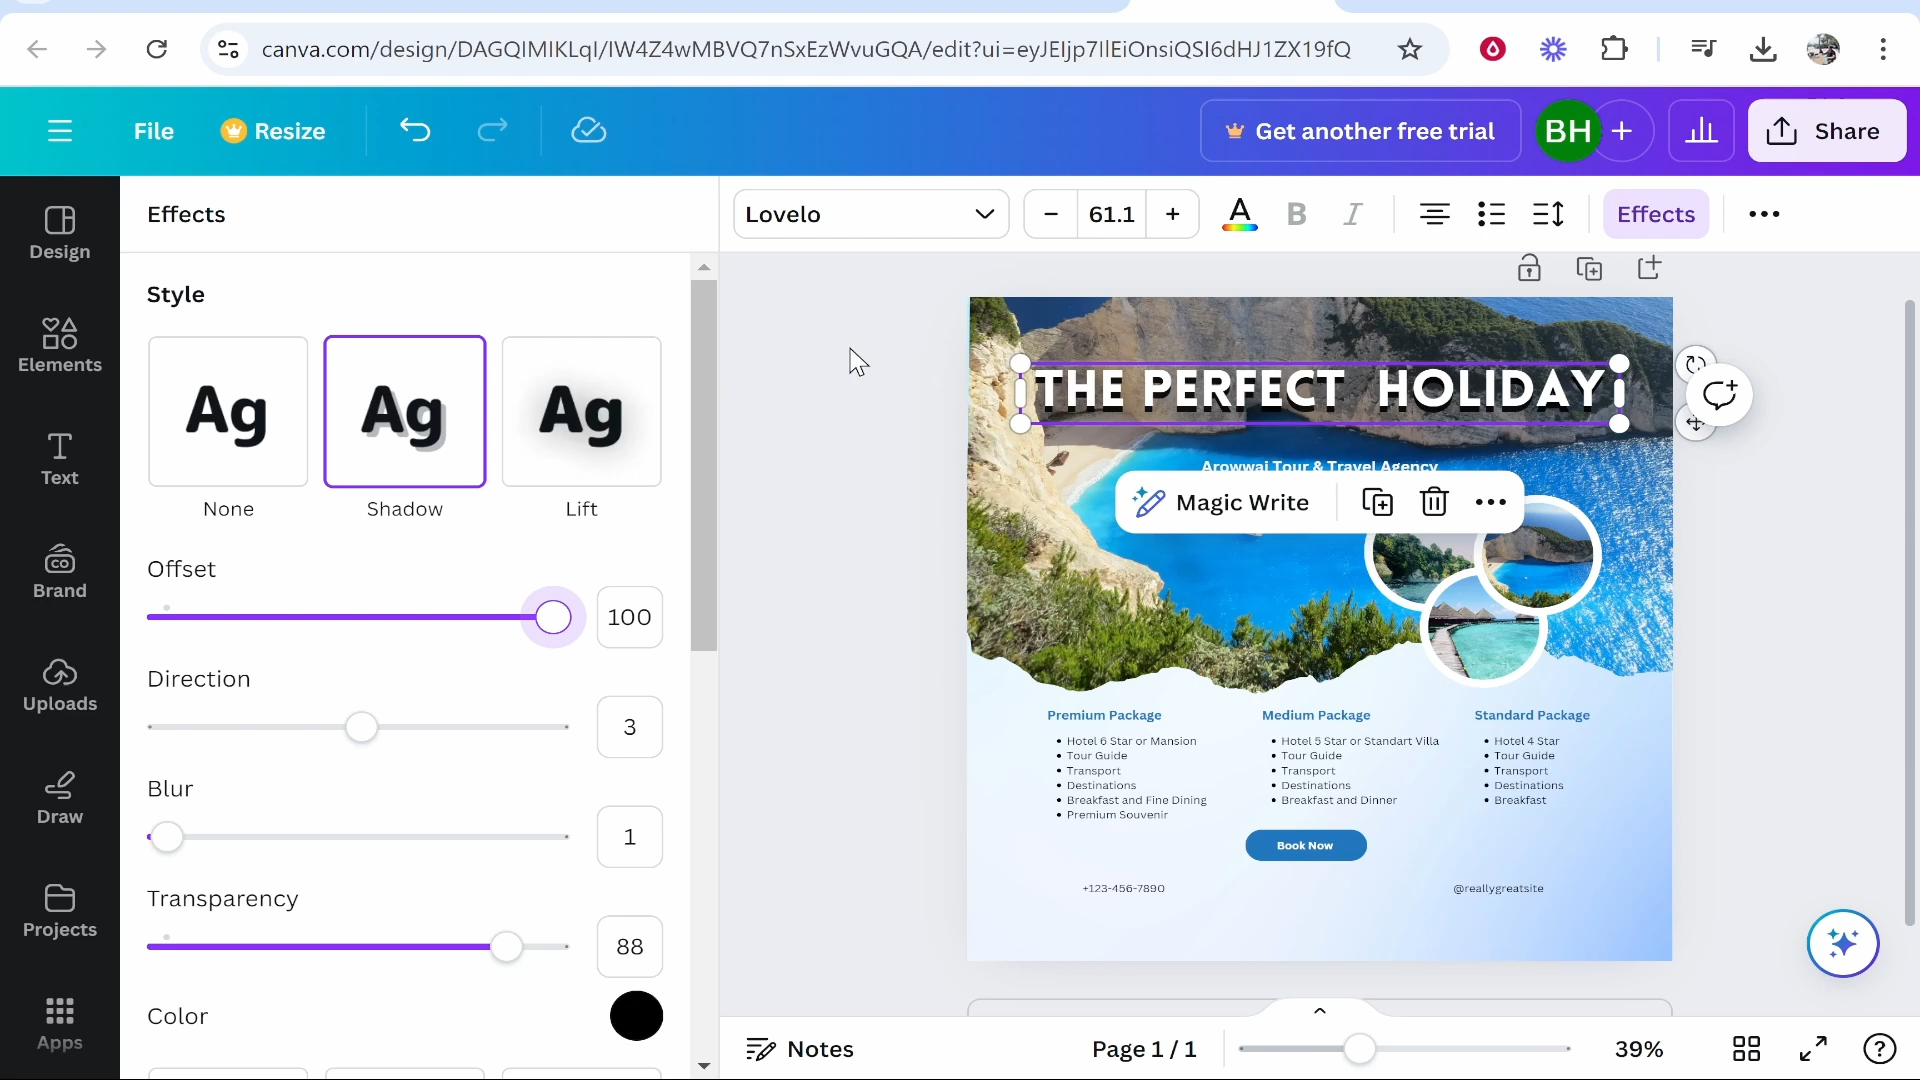 canva.com/design/DAGQIMIKLqI/IW4Z4wMBVQ7nSxEzWvuGQA/edit?ui=eyJEIjp7IlEiOnsiQSI6dHJ1ZX19fQ
File
Resize
Get another free trial
BH
Share
Effects
Lovelo
61.1
A
B
I
Effects
Design
Elements
Text
Brand
Uploads
Draw
Projects
Apps
Style
Ag
Ag
Ag
None
Shadow
Lift
Offset
100
Direction
3
Blur
1
Transparency
88
Color
THE PERFECT HOLIDAY
Arowwai Tour & Travel Agency
Magic Write
Premium Package
Hotel 6 Star or Mansion
Tour Guide
Transport
Destinations
Breakfast and Fine Dining
Premium Souvenir
Medium Package
Hotel 5 Star or Standart Villa
Tour Guide
Transport
Destinations
Breakfast and Dinner
Standard Package
Hotel 4 Star
Tour Guide
Transport
Destinations
Breakfast
Book Now
+123-456-7890
@reallygreatsite
Notes
Page 1 / 1
39%